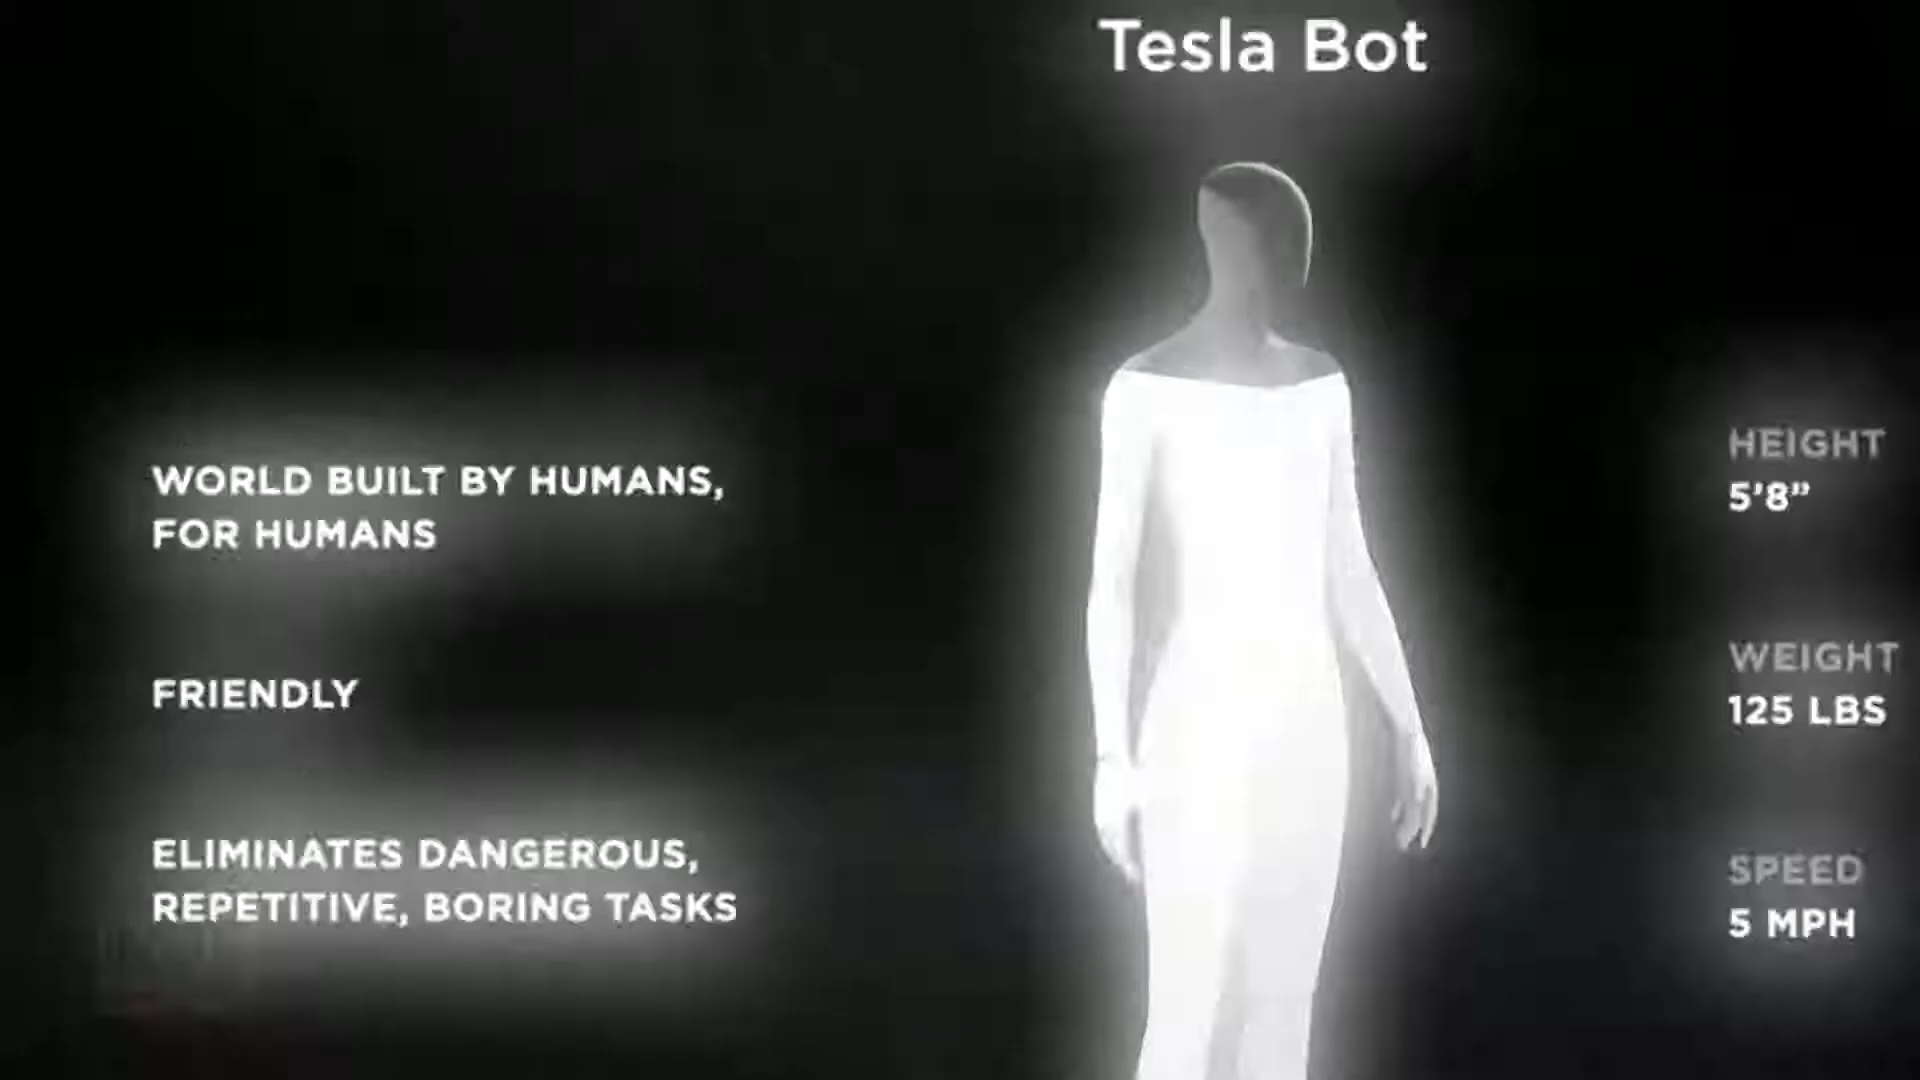 Tesla Bot
WORLD BUILT BY HUMANS,
FOR HUMANS
FRIENDLY
ELIMINATES DANGEROUS,
REPETITIVE, BORING TASKS
HEIGHT
5'8”
WEIGHT
125 LBS
SPEED
5 MPH